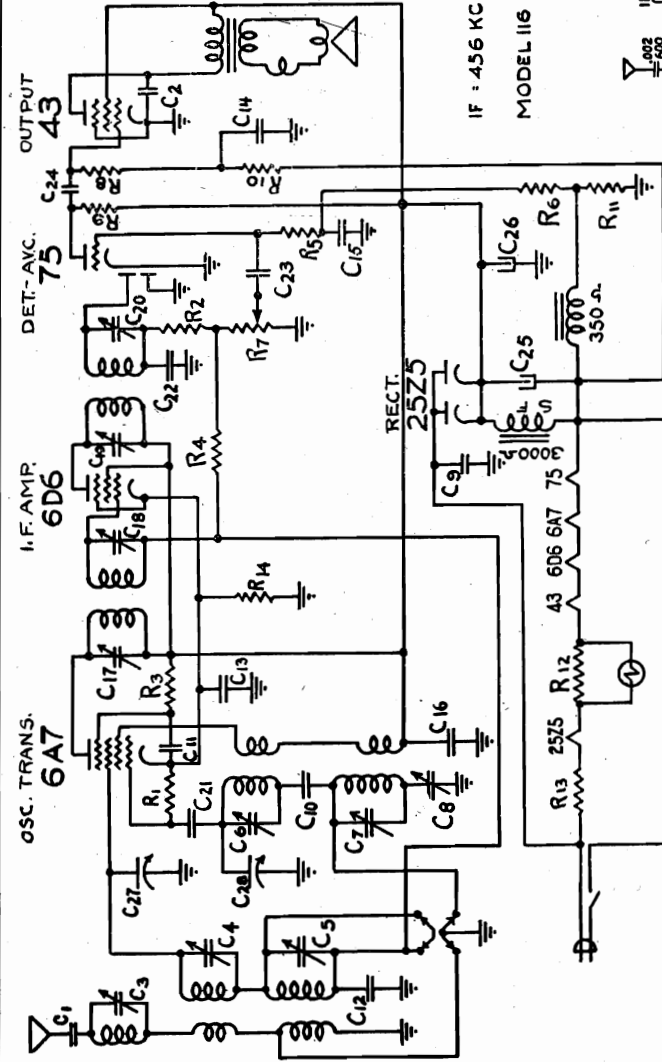 OSC. TRANS.
6A7
I.F. AMP.
6D6
DET.-A.V.C.
75
OUTPUT
43
C1
C3
C27
C4
C5
C12
C28
C6
C21
R1
C11
C10
C7
C8
C16
C13
R3
C17
R14
C18
C19
R4
C22
C20
R2
R7
C23
R5
C15
R9
C24
R8
R10
C14
C2
RECT.
25Z5
C9
3000Ω
F
S
C25
C26
350 Ω
R6
R11
R13
25Z5
R12
43
6D6
6A7
75
IF = 456 KC
MODEL 116
.002
600